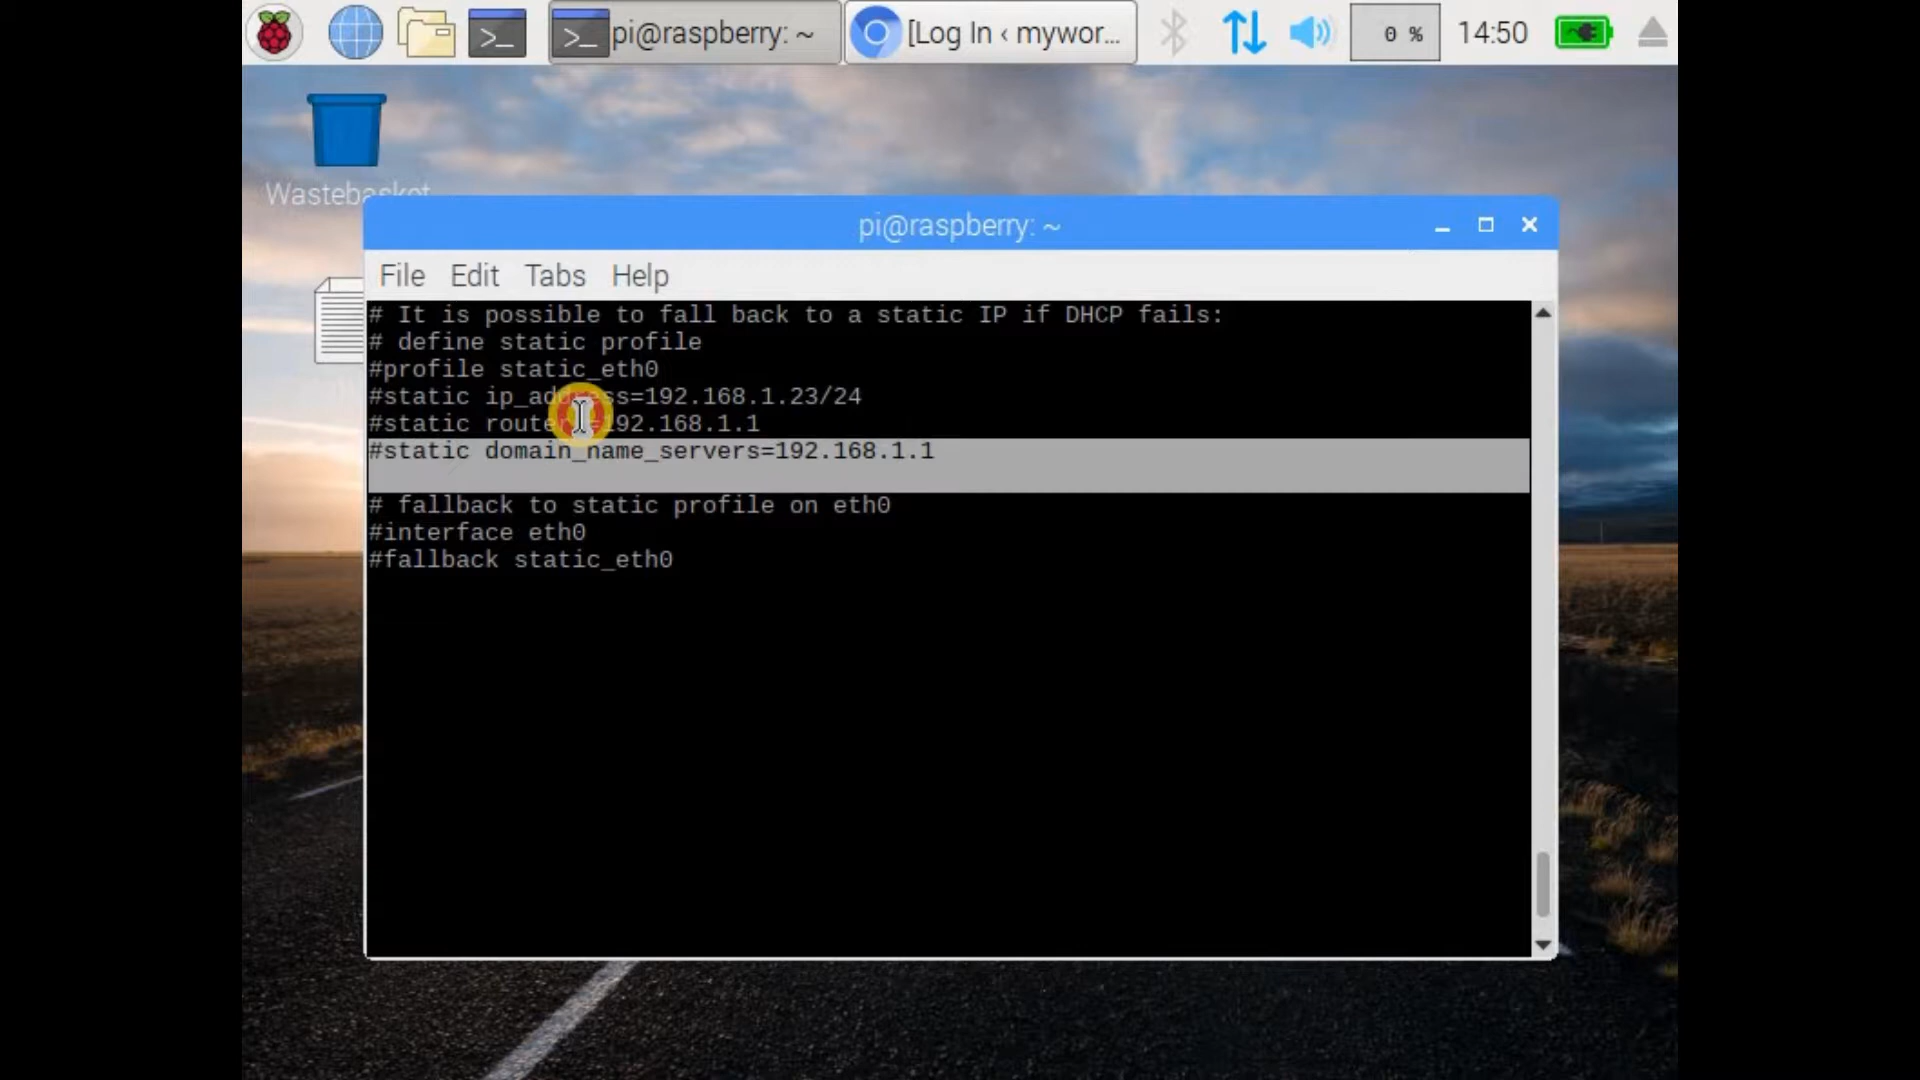 pi@raspberry: ~
[Log In ‹ mywor...
0 %
14:50
Wastebasket
pi@raspberry: ~
File Edit Tabs Help
# It is possible to fall back to a static IP if DHCP fails:
# define static profile
#profile static_eth0
#static ip_address=192.168.1.23/24
#static routers=192.168.1.1
#static domain_name_servers=192.168.1.1
# fallback to static profile on eth0
#interface eth0
#fallback static_eth0